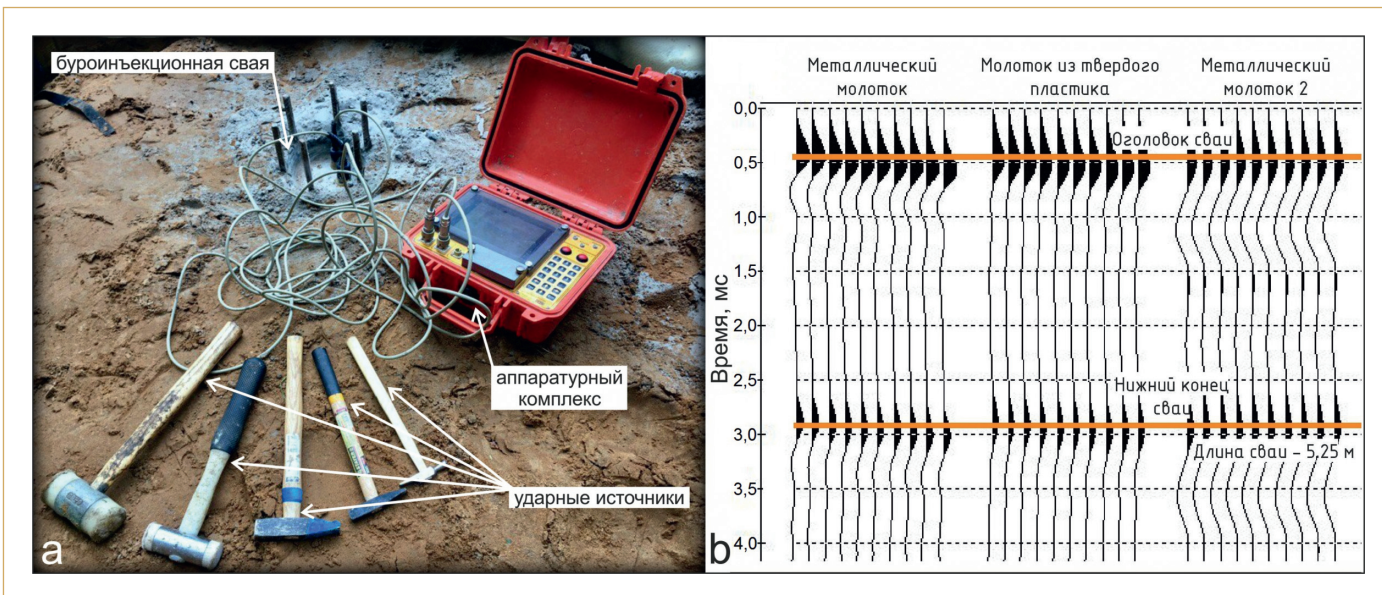 буроинъекционная свая
аппаратурный
комплекс
ударные источники
a
Металлический
молоток
Молоток из твердого
пластика
Металлический
молоток 2
Время, мс
0,0
0,5
1,0
1,5
2,0
2,5
3,0
3,5
4,0
Оголовок сваи
Нижний конец
сваи
Длина сваи – 5,25 м
b